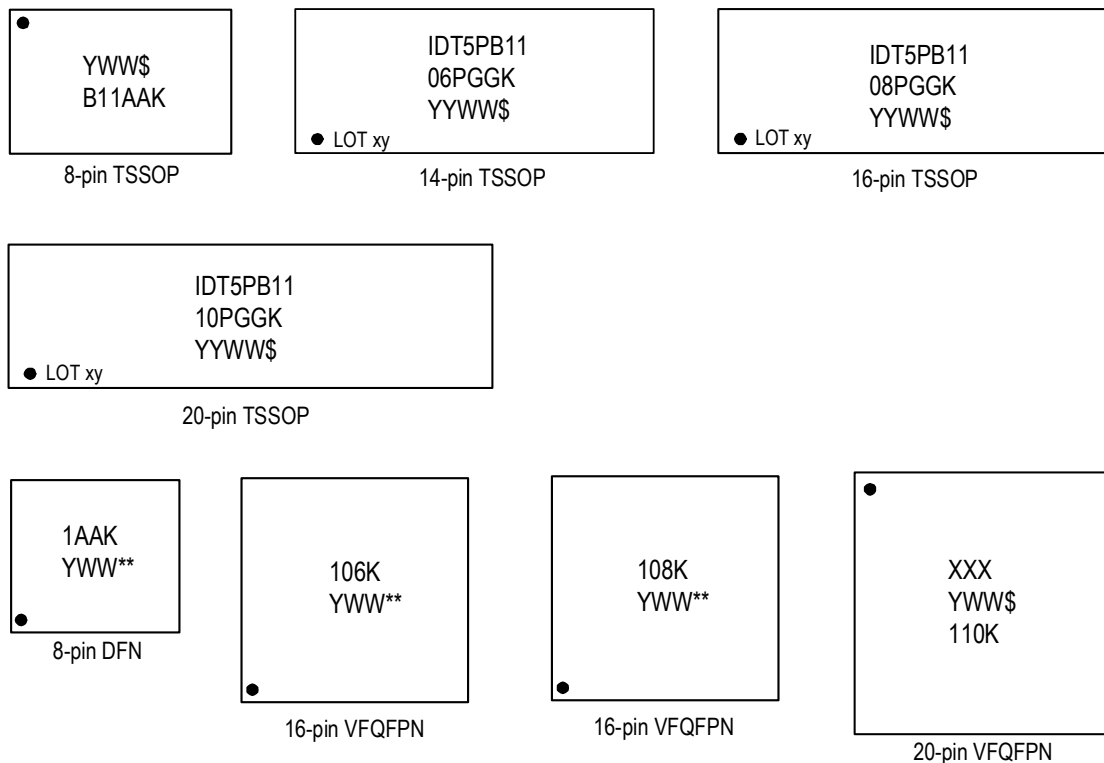 YWW$
B11AAK
8-pin TSSOP
IDT5PB11
06PGGK
YYWW$
LOT xy
14-pin TSSOP
IDT5PB11
08PGGK
YYWW$
LOT xy
16-pin TSSOP
IDT5PB11
10PGGK
YYWW$
LOT xy
20-pin TSSOP
1AAK
YWW**
8-pin DFN
106K
YWW**
16-pin VFQFPN
108K
YWW**
16-pin VFQFPN
XXX
YWW$
110K
20-pin VFQFPN